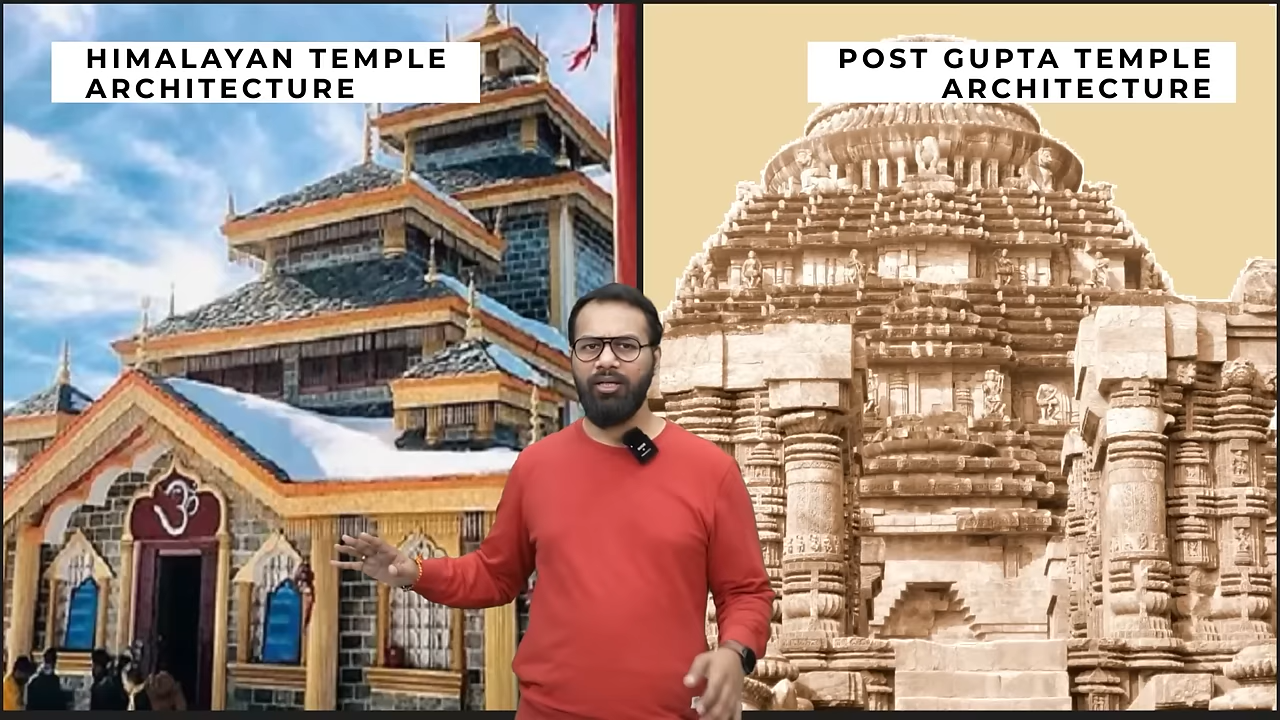 HIMALAYAN TEMPLE
ARCHITECTURE
POST GUPTA TEMPLE
ARCHITECTURE
ॐ